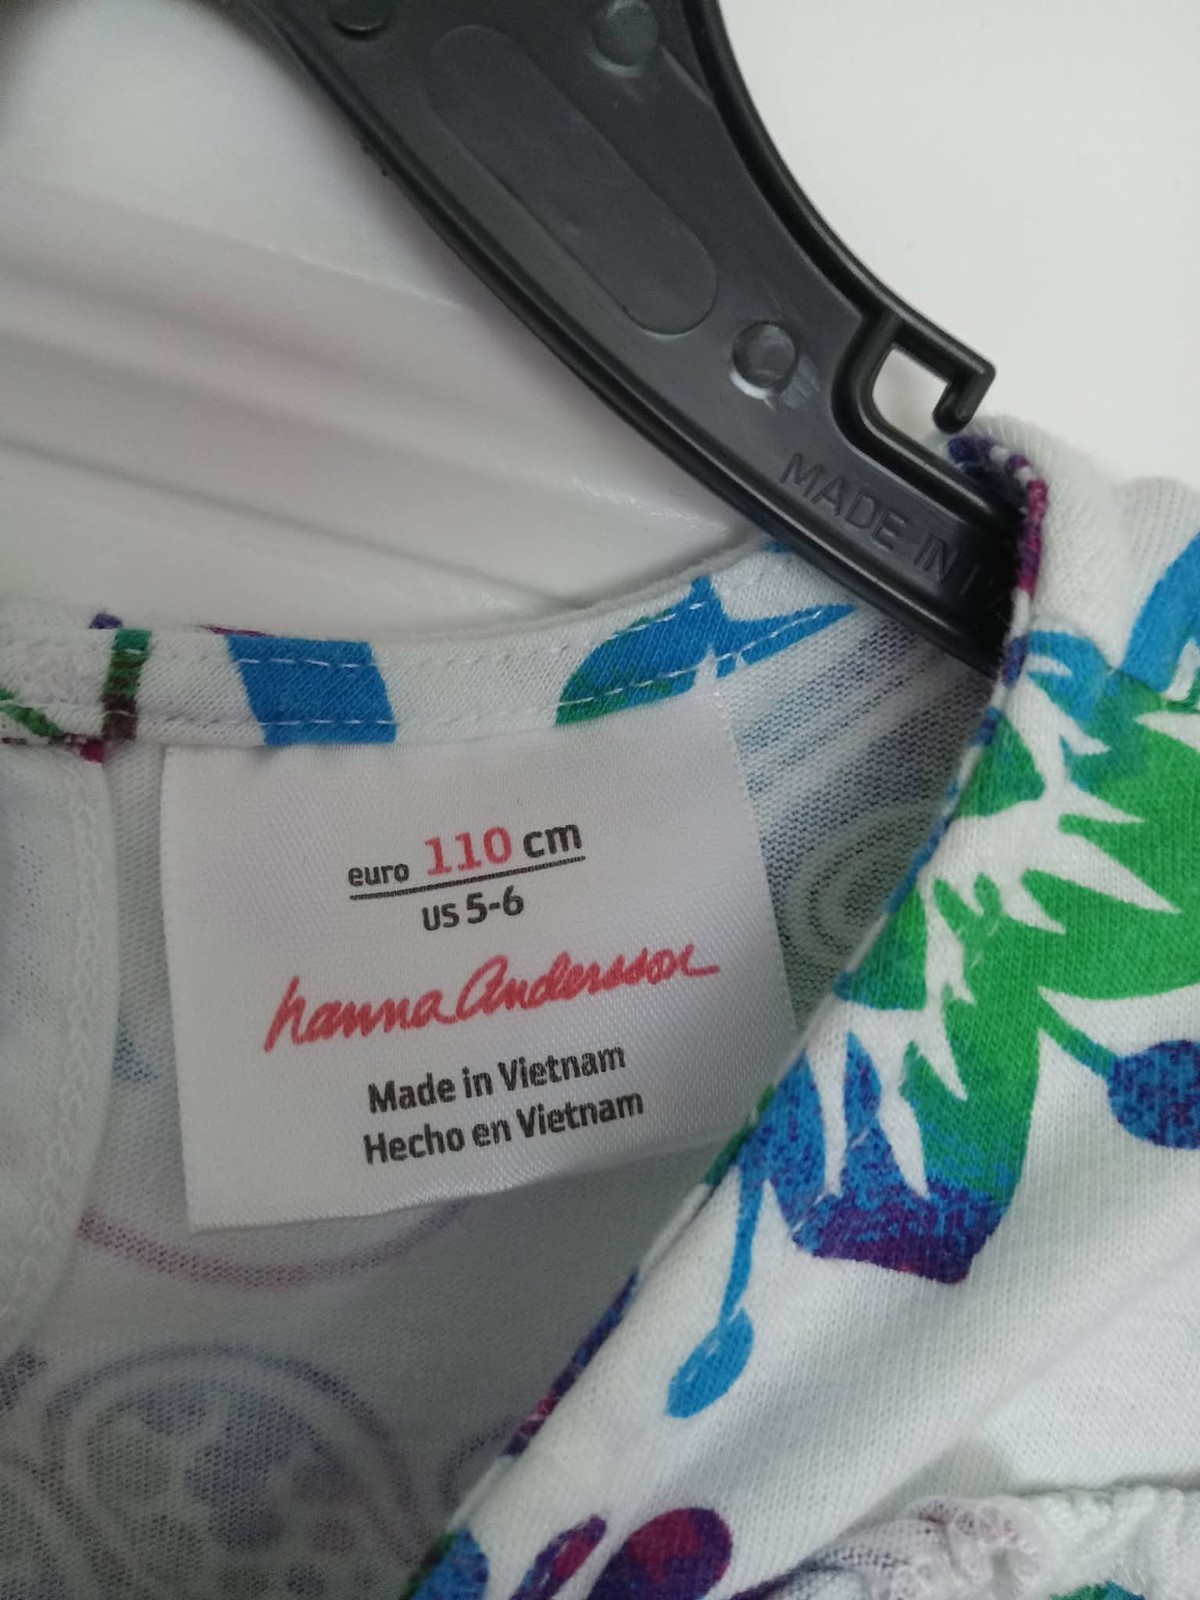 MADE IN
euro 110 cm
US 5-6
hanna Andersson
Made in Vietnam
Hecho en Vietnam